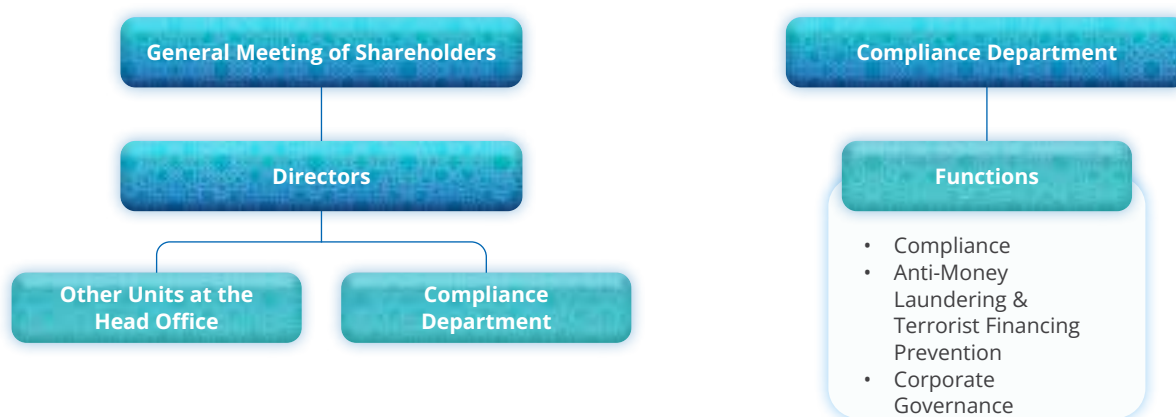 General Meeting of Shareholders
Directors
Other Units at the
Head Office
Compliance
Department
Compliance Department
Functions
• Compliance
• Anti-Money
Laundering &
Terrorist Financing
Prevention
• Corporate
Governance